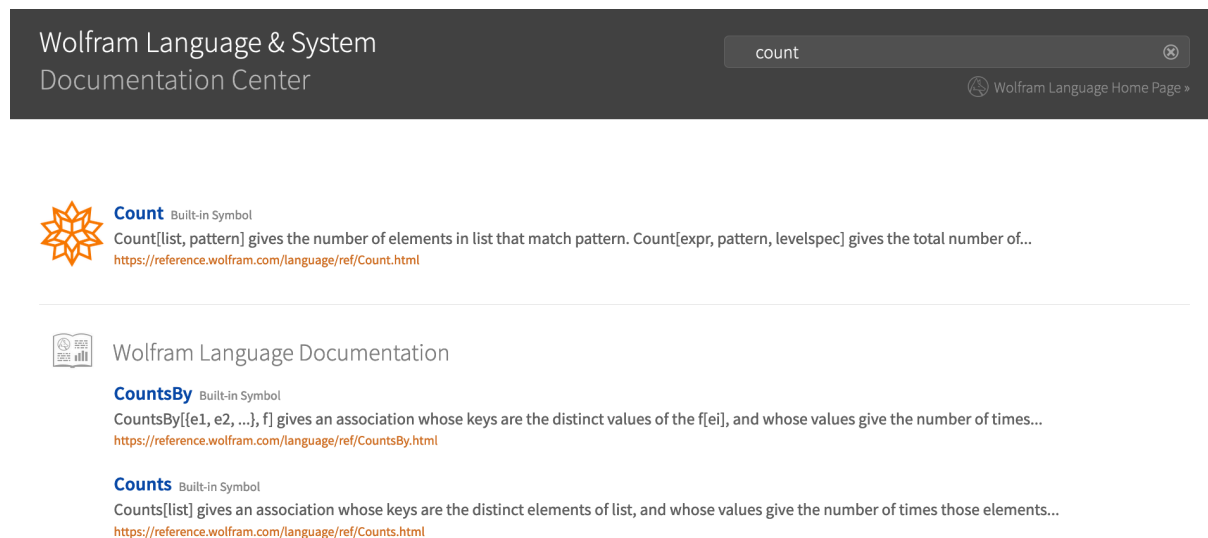 Wolfram Language & System
Documentation Center
count
Wolfram Language Home Page »
Count Built-in Symbol
Count[list, pattern] gives the number of elements in list that match pattern. Count[expr, pattern, levelspec] gives the total number of...
https://reference.wolfram.com/language/ref/Count.html
Wolfram Language Documentation
CountsBy Built-in Symbol
CountsBy[{e1, e2, ...}, f] gives an association whose keys are the distinct values of the f[ei], and whose values give the number of times...
https://reference.wolfram.com/language/ref/CountsBy.html
Counts Built-in Symbol
Counts[list] gives an association whose keys are the distinct elements of list, and whose values give the number of times those elements...
https://reference.wolfram.com/language/ref/Counts.html